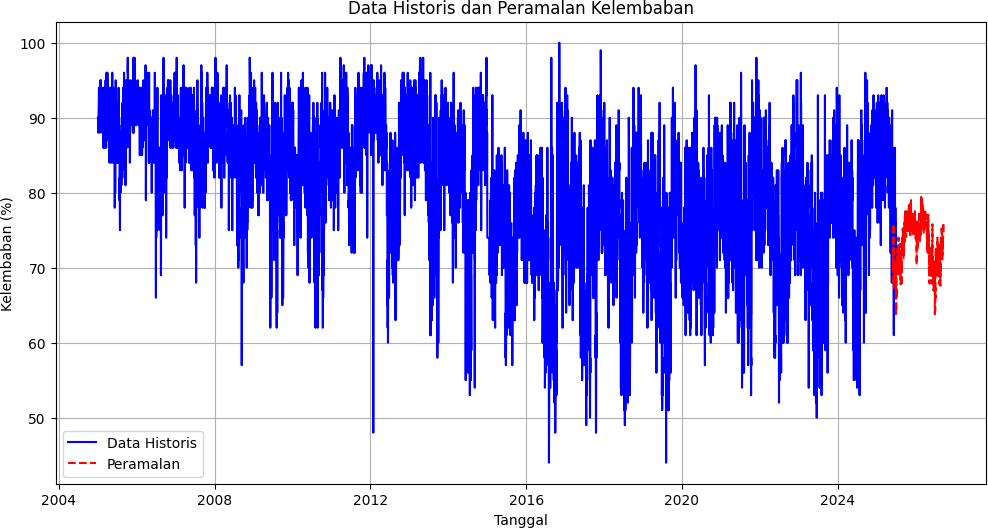 Data Historis dan Peramalan Kelembaban
Kelembaban (%)
100
90
80
70
60
50
Data Historis
Peramalan
2004
2008
2012
2016
2020
2024
Tanggal